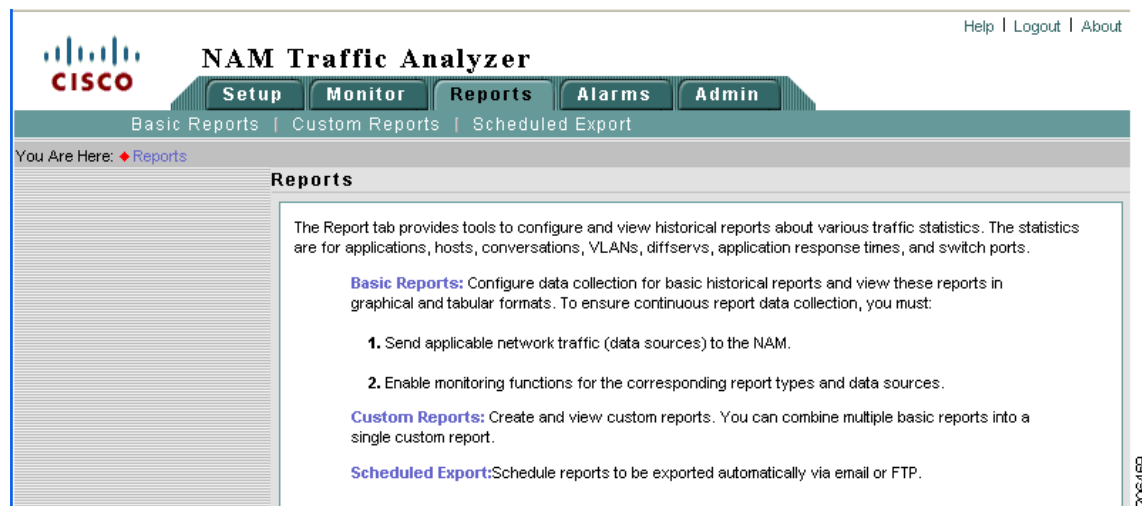 Help | Logout | About
CISCO
NAM Traffic Analyzer
Setup Monitor Reports Alarms Admin
Basic Reports | Custom Reports | Scheduled Export
You Are Here: ◆ Reports
Reports
The Report tab provides tools to configure and view historical reports about various traffic statistics. The statistics
are for applications, hosts, conversations, VLANs, diffservs, application response times, and switch ports.
Basic Reports: Configure data collection for basic historical reports and view these reports in
graphical and tabular formats. To ensure continuous report data collection, you must:
1. Send applicable network traffic (data sources) to the NAM.
2. Enable monitoring functions for the corresponding report types and data sources.
Custom Reports: Create and view custom reports. You can combine multiple basic reports into a
single custom report.
Scheduled Export:Schedule reports to be exported automatically via email or FTP.